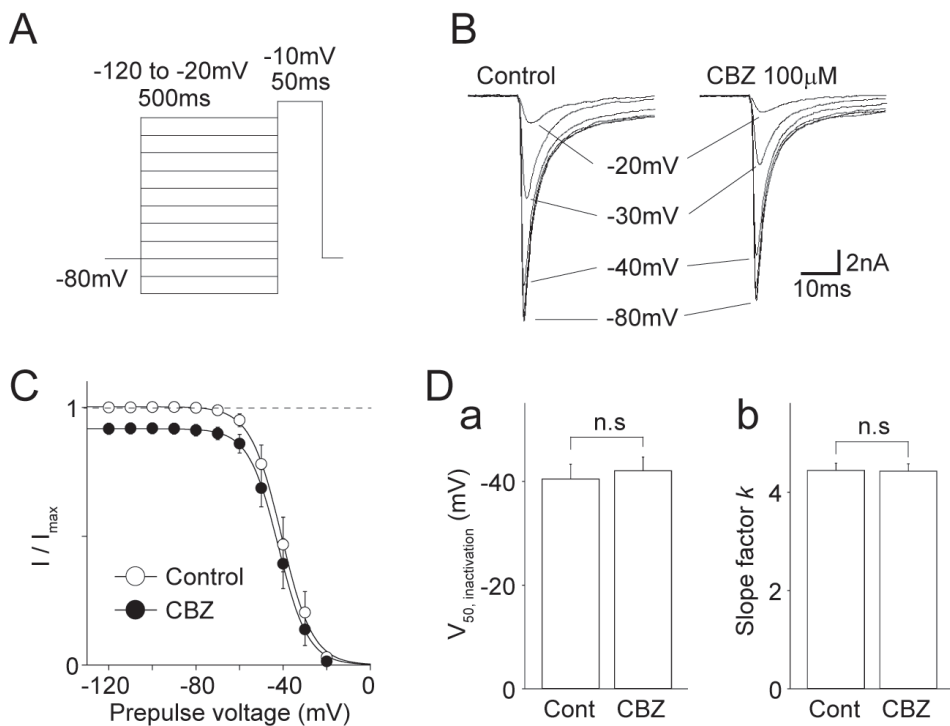 A
-120 to -20mV
500ms
-10mV
50ms
-80mV
B
Control
CBZ 100μM
-20mV
-30mV
-40mV
-80mV
2nA
10ms
C
1
I / Imax
Control
CBZ
0
-120
-80
-40
0
Prepulse voltage (mV)
D
a
n.s
-40
-20
0
V50, inactivation (mV)
Cont
CBZ
b
n.s
4
2
0
Slope factor k
Cont
CBZ